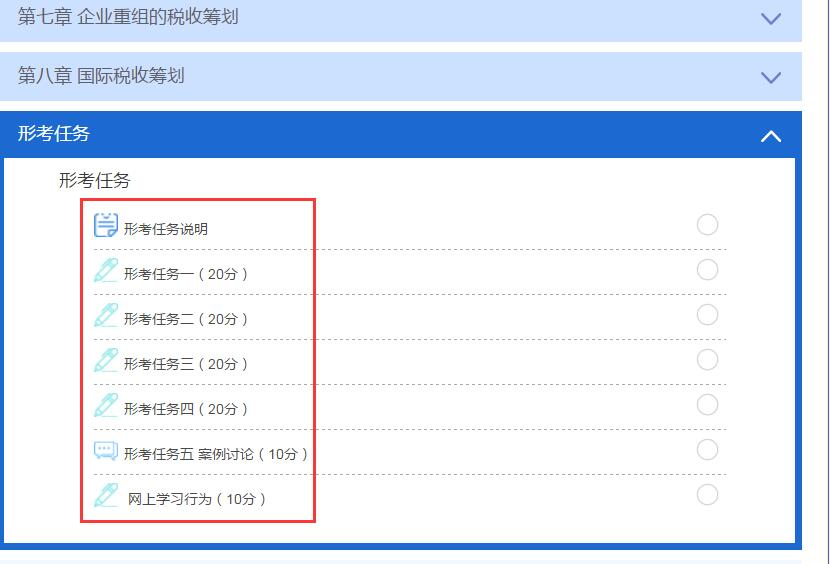 第七章 企业重组的税收筹划
第八章 国际税收筹划
形考任务
形考任务
形考任务说明
形考任务一（20分）
形考任务二（20分）
形考任务三（20分）
形考任务四（20分）
形考任务五 案例讨论（10分）
网上学习行为（10分）